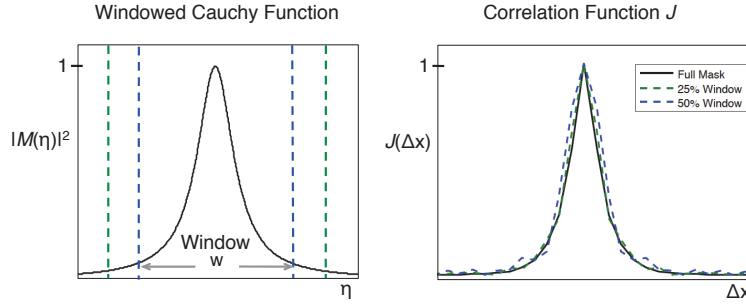 Windowed Cauchy Function
1
|M(η)|²
Window
w
η
Correlation Function J
1
J(Δx)
Full Mask
25% Window
50% Window
Δx